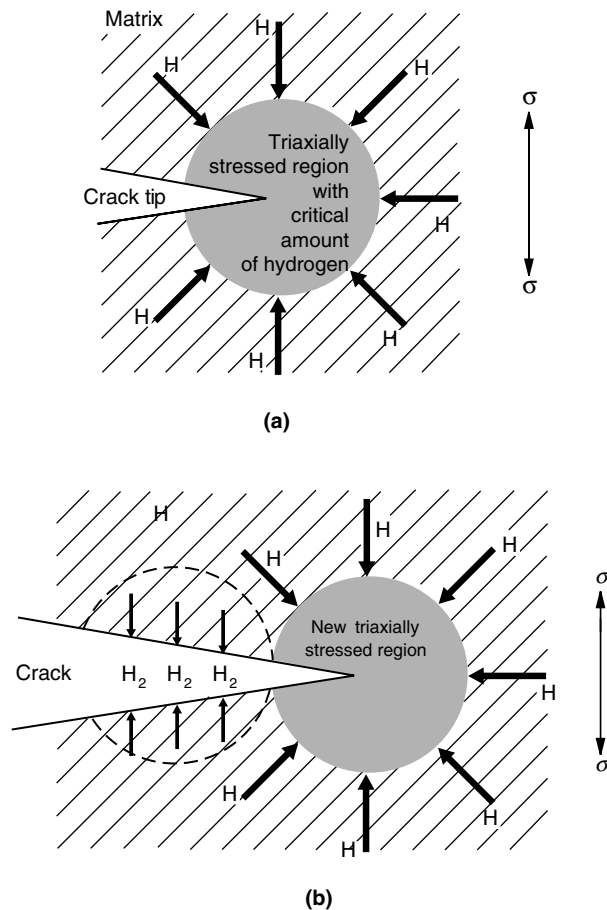 Matrix
H
H
H
σ
Triaxially
stressed region
with
critical
amount
of hydrogen
Crack tip
H
H
H
H
σ
(a)
H
H
H
H
σ
New triaxially
stressed region
Crack
H2 H2 H2
H
H
H
H
σ
(b)